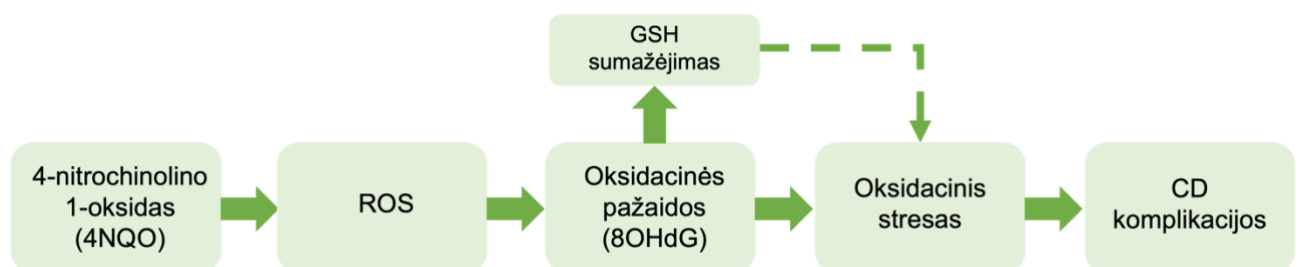 GSH
sumažėjimas
4-nitrochinolino
1-oksidas
(4NQO)
ROS
Oksidacinės
pažaidos
(8OHdG)
Oksidacinis
stresas
CD
komplikacijos